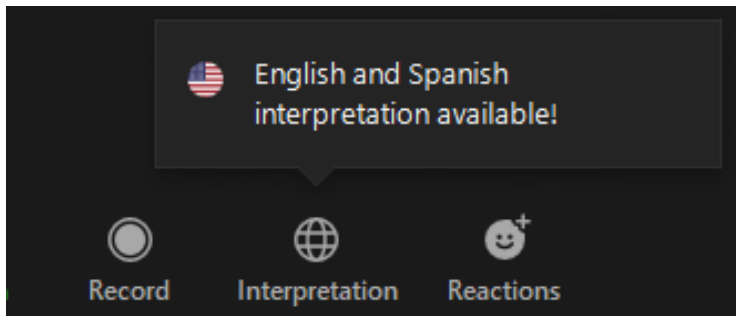 English and Spanish
interpretation available!
Record
Interpretation
Reactions